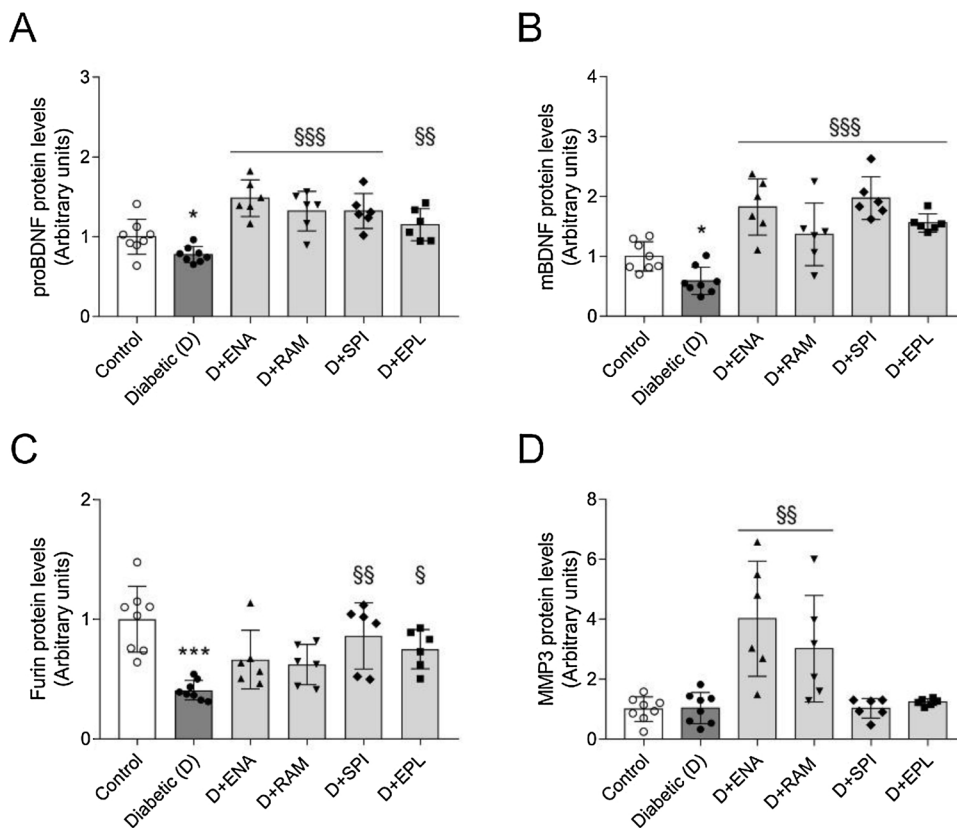 A
proBDNF protein levels
(Arbitrary units)
3
2
1
0
*
§§§
§§
Control
Diabetic (D)
D+ENA
D+RAM
D+SPI
D+EPL
B
mBDNF protein levels
(Arbitrary units)
4
3
2
1
0
*
§§§
Control
Diabetic (D)
D+ENA
D+RAM
D+SPI
D+EPL
C
Furin protein levels
(Arbitrary units)
2
1
0
***
§§
§
Control
Diabetic (D)
D+ENA
D+RAM
D+SPI
D+EPL
D
MMP3 protein levels
(Arbitrary units)
8
6
4
2
0
§§
Control
Diabetic (D)
D+ENA
D+RAM
D+SPI
D+EPL